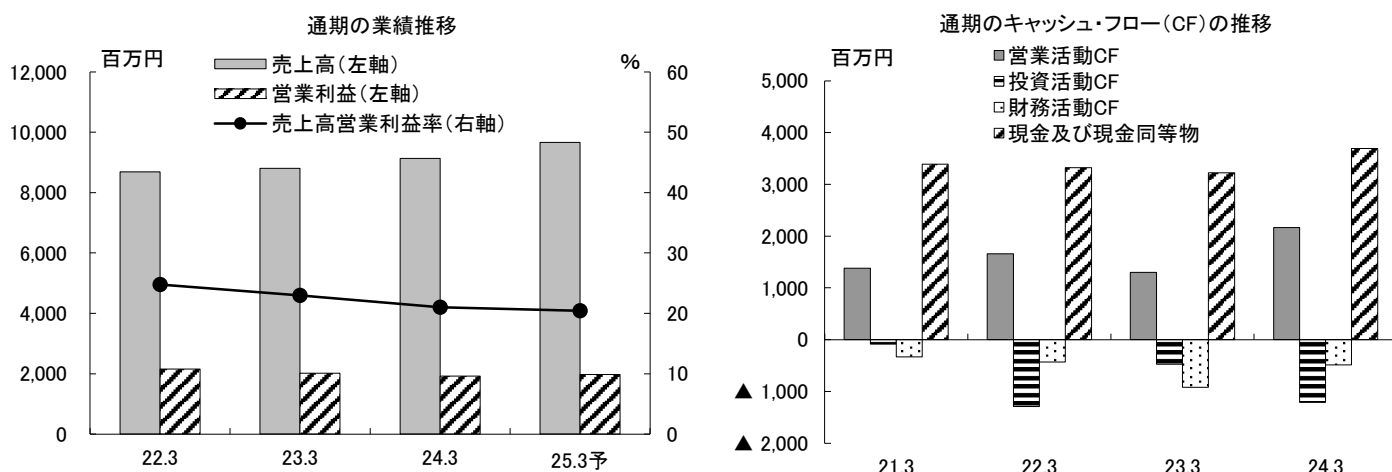 通期の業績推移
百万円
%
売上高(左軸)
営業利益(左軸)
売上高営業利益率(右軸)
12,000
10,000
8,000
6,000
4,000
2,000
0
60
50
40
30
20
10
0
22.3
23.3
24.3
25.3予
通期のキャッシュ・フロー(CF)の推移
百万円
営業活動CF
投資活動CF
財務活動CF
現金及び現金同等物
5,000
4,000
3,000
2,000
1,000
0
▲ 1,000
▲ 2,000
21.3
22.3
23.3
24.3